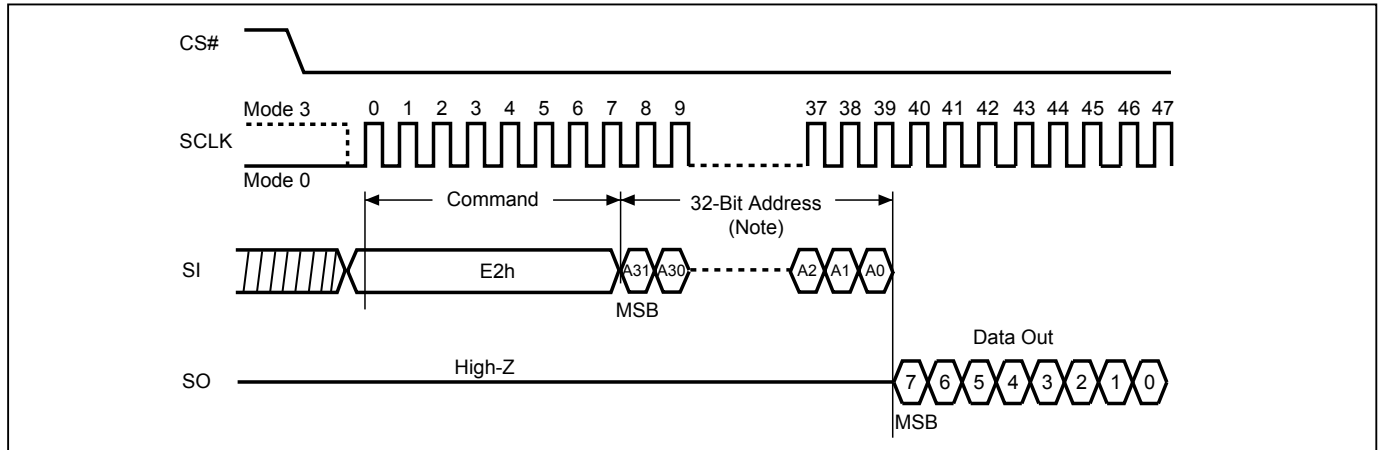 CS#
Mode 3
0 1 2 3 4 5 6 7 8 9 37 38 39 40 41 42 43 44 45 46 47
SCLK
Mode 0
Command
32-Bit Address
(Note)
SI
E2h
A31 A30 A2 A1 A0
MSB
Data Out
High-Z
SO
7 6 5 4 3 2 1 0
MSB